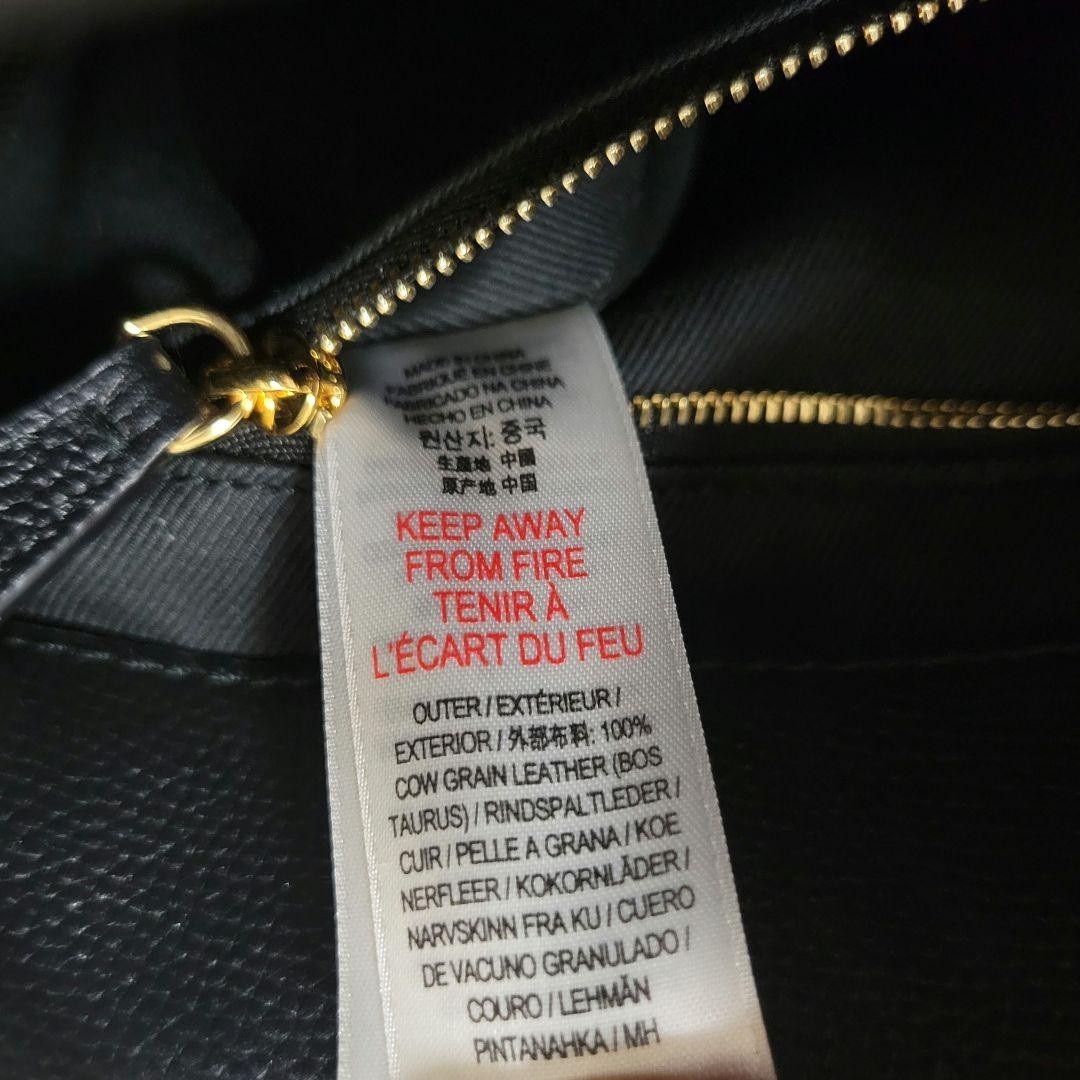 MADE IN CHINA
FABRIQUE EN CHINE
FABRICADO NA CHINA
HECHO EN CHINA
원산지: 중국
生產地 中國
原产地 中国
KEEP AWAY
FROM FIRE
TENIR À
L'ÉCART DU FEU
OUTER / EXTÉRIEUR /
EXTERIOR / 外部布料: 100%
COW GRAIN LEATHER (BOS
TAURUS) / RINDSPALTLEDER /
CUIR / PELLE A GRANA / KOE
NERFLEER / KOKORNLÄDER /
NARVSKINN FRA KU / CUERO
DE VACUNO GRANULADO /
COURO / LEHMÄN
PINTANAHKA / MH